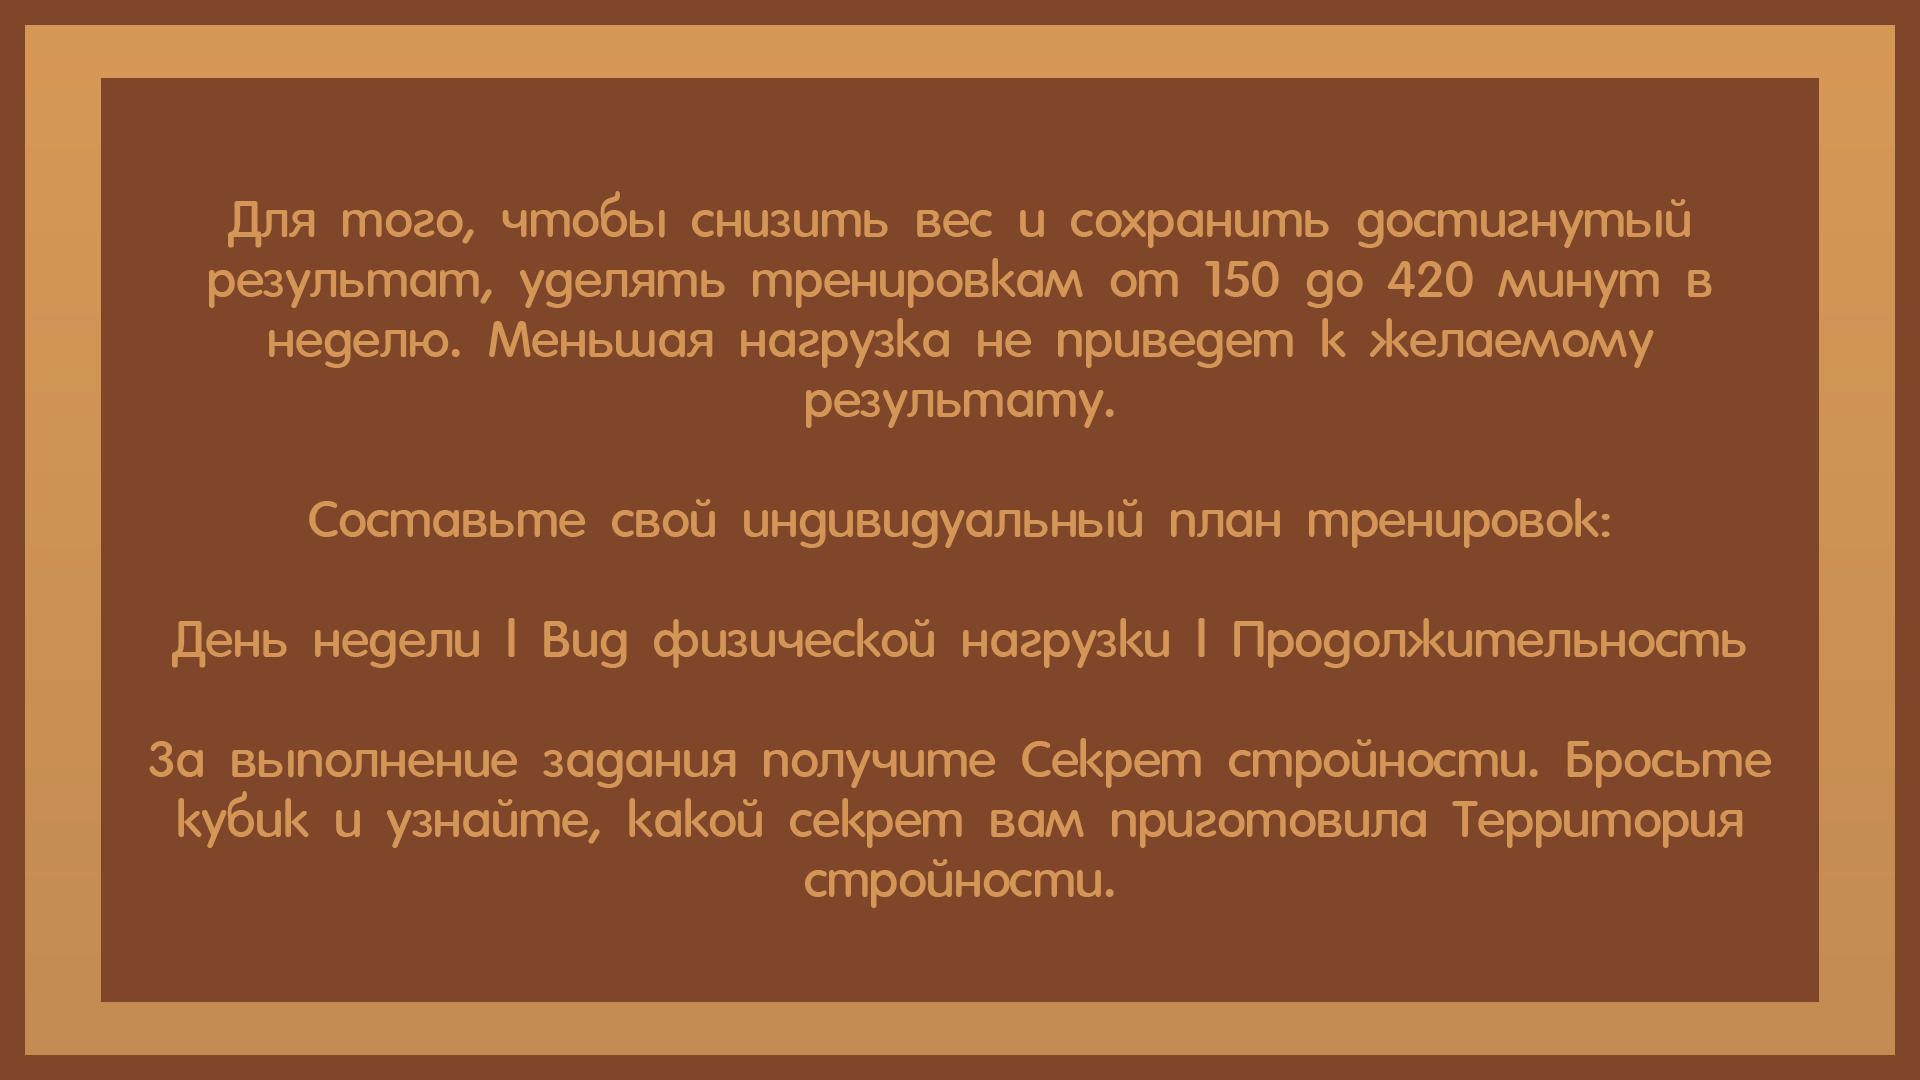 Для того, чтобы снизить вес и сохранить достигнутый
результат, уделять тренировкам от 150 до 420 минут в
неделю. Меньшая нагрузка не приведет к желаемому
результату.
Составьте свой индивидуальный план тренировок:
День недели | Вид физической нагрузки | Продолжительность
За выполнение задания получите Секрет стройности. Бросьте
кубик и узнайте, какой секрет вам приготовила Территория
стройности.